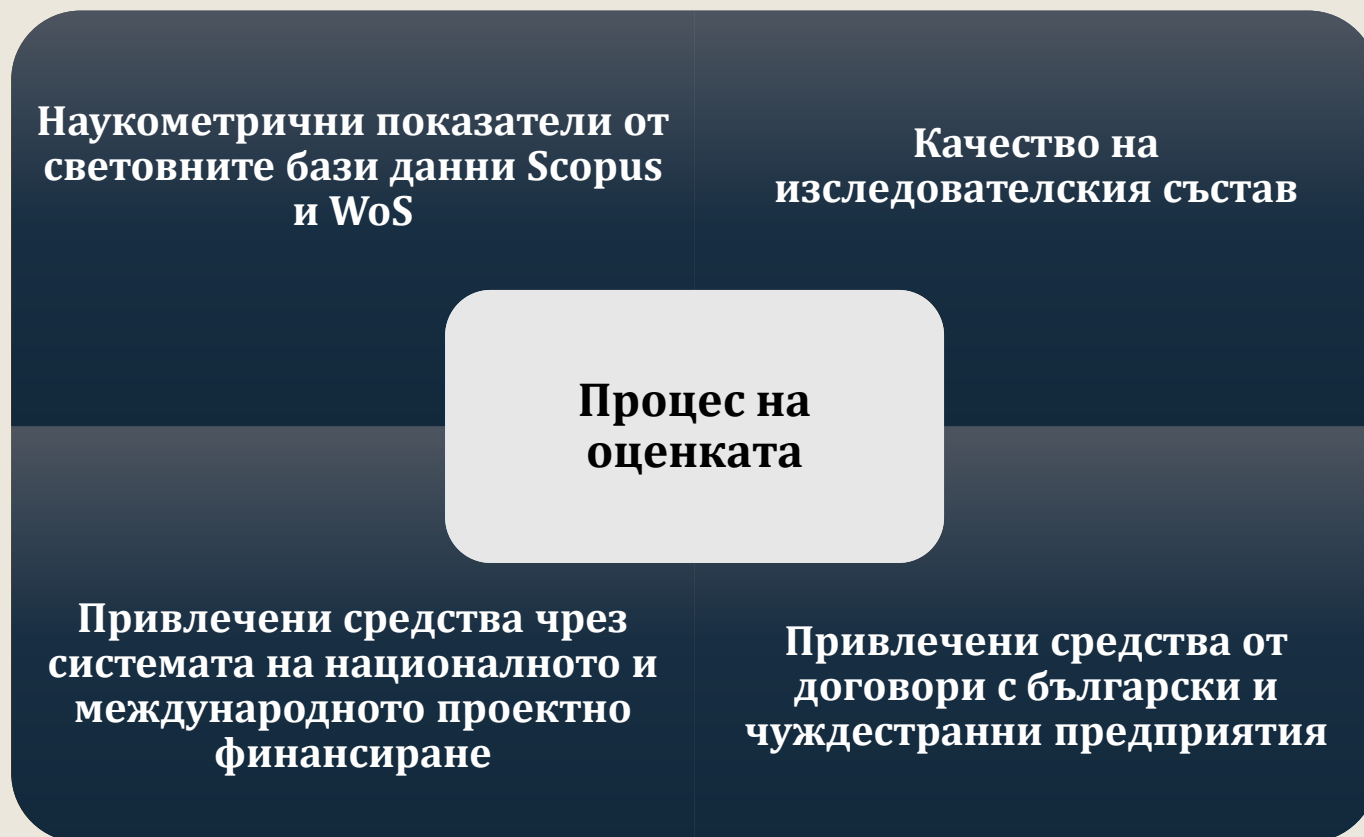 Наукометрични показатели от
световните бази данни Scopus
и WoS
Качество на
изследователския състав
Процес на
оценката
Привлечени средства чрез
системата на националното и
международното проектно
финансиране
Привлечени средства от
договори с български и
чуждестранни предприятия